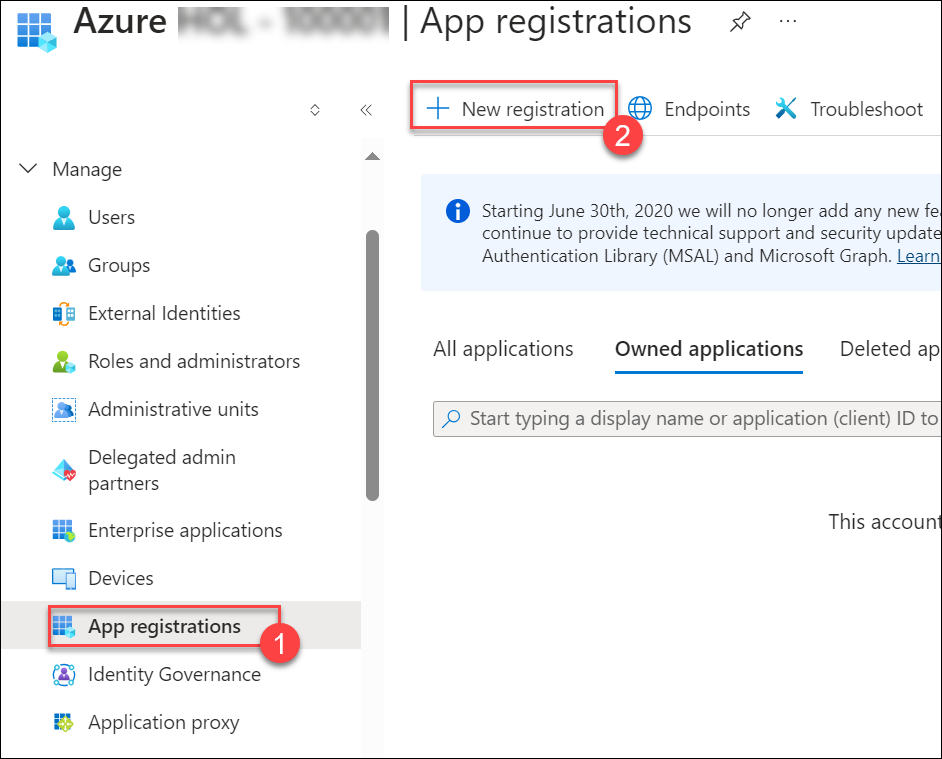 Azure | App registrations
New registration
2
Endpoints
Troubleshoot
Manage
Users
Groups
External Identities
Roles and administrators
Administrative units
Delegated admin
partners
Enterprise applications
Devices
App registrations
1
Identity Governance
Application proxy
Starting June 30th, 2020 we will no longer add any new fea
continue to provide technical support and security update
Authentication Library (MSAL) and Microsoft Graph. Learn
All applications
Owned applications
Deleted ap
Start typing a display name or application (client) ID to
This account